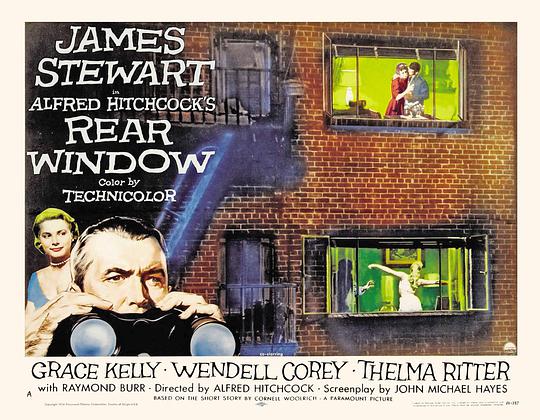 JAMES
STEWART
in
ALFRED HITCHCOCK'S
REAR
WINDOW
Color by
TECHNICOLOR
co-starring
GRACE KELLY · WENDELL COREY · THELMA RITTER
with RAYMOND BURR · Directed by ALFRED HITCHCOCK · Screenplay by JOHN MICHAEL HAYES
BASED ON THE SHORT STORY BY CORNELL WOOLRICH · A PARAMOUNT PICTURE
A